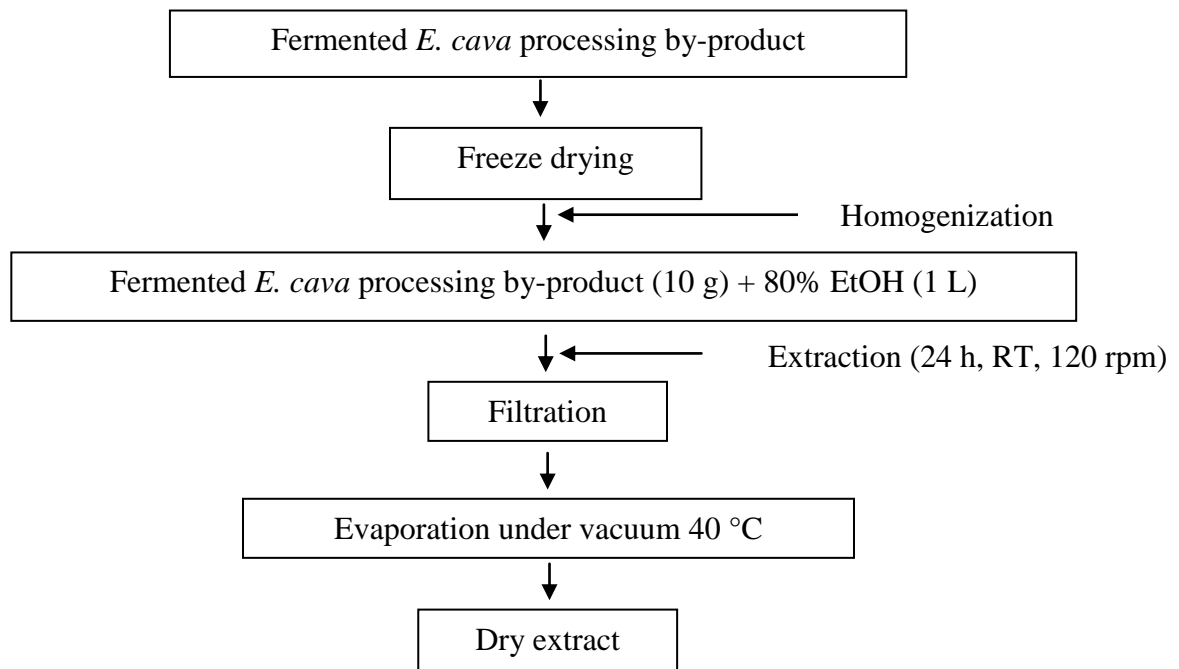 Fermented E. cava processing by-product
Freeze drying
Homogenization
Fermented E. cava processing by-product (10 g) + 80% EtOH (1 L)
Extraction (24 h, RT, 120 rpm)
Filtration
Evaporation under vacuum 40 °C
Dry extract